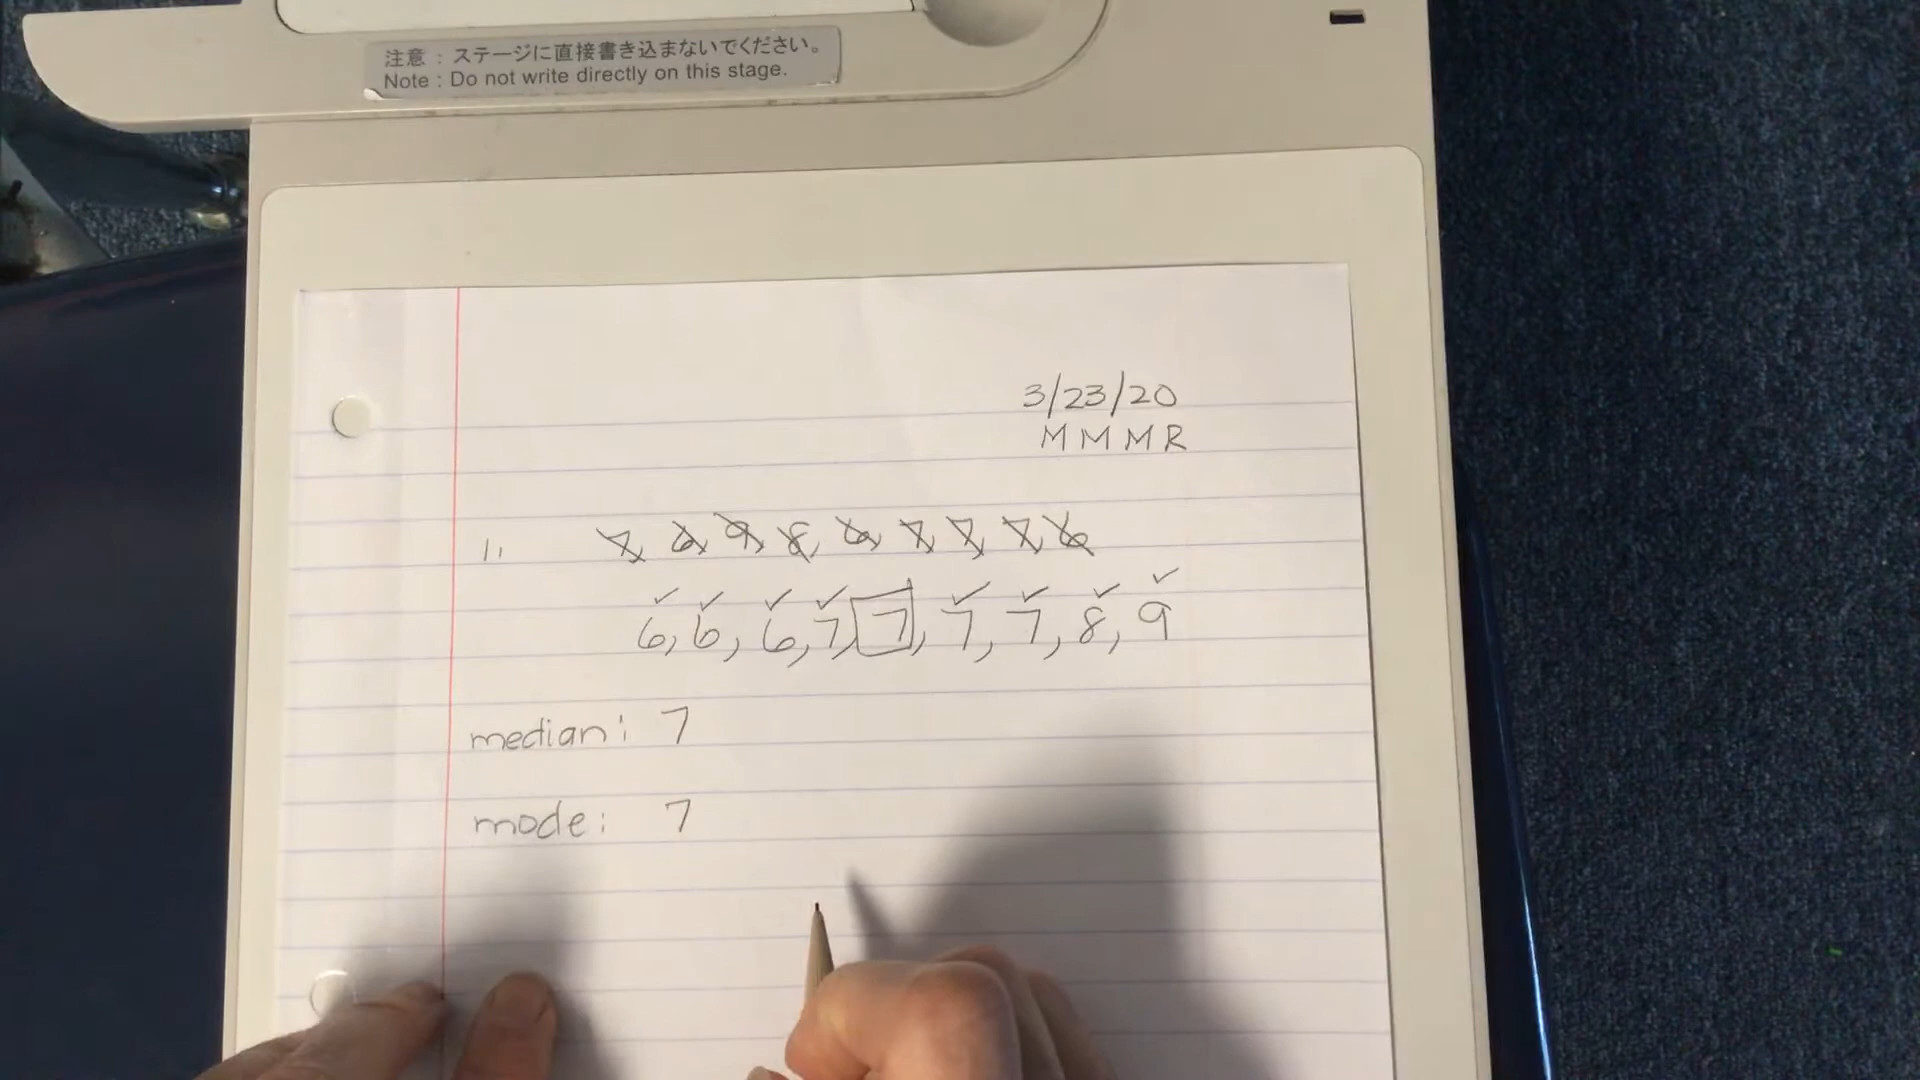 注意：ステージに直接書き込まないでください。
Note : Do not write directly on this stage.
3/23/20
M M M R
1. 7, 6, 9, 8, 6, 7, 7, 7, 6
6, 6, 6, 7, 7, 7, 7, 8, 9
median: 7
mode: 7